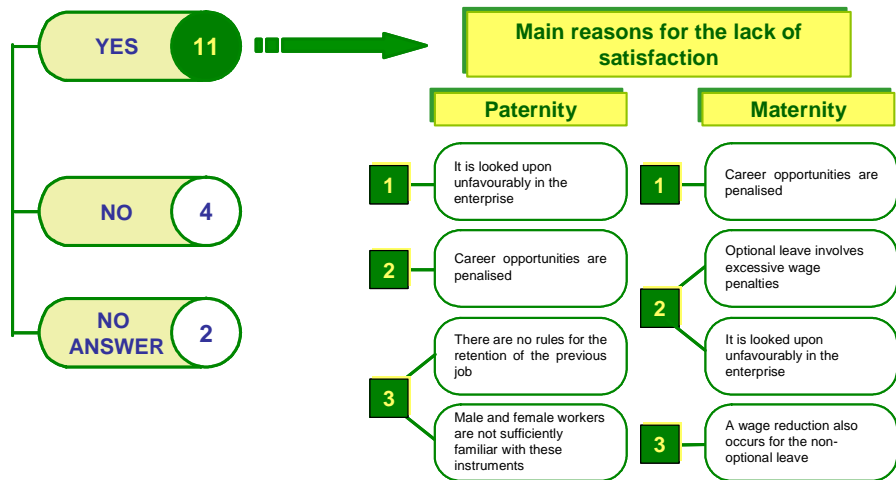 YES
11
Main reasons for the lack of
satisfaction
Paternity
Maternity
1
It is looked upon
unfavourably in the
enterprise
1
Career opportunities are
penalised
NO
4
2
Career opportunities are
penalised
2
Optional leave involves
excessive wage
penalties
It is looked upon
unfavourably in the
enterprise
NO
ANSWER
2
3
There are no rules for the
retention of the previous
job
Male and female workers
are not sufficiently
familiar with these
instruments
3
A wage reduction also
occurs for the non-
optional leave